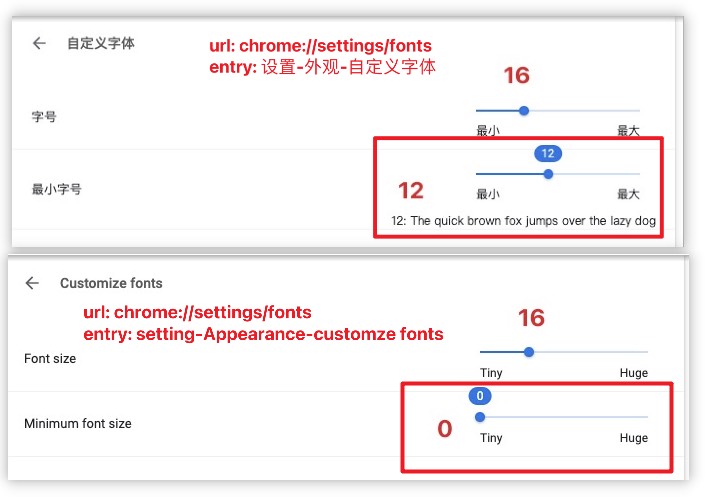 自定义字体
url: chrome://settings/fonts
entry: 设置-外观-自定义字体
16
字号
最小 最大
12
最小字号
12
最小 最大
12: The quick brown fox jumps over the lazy dog
Customize fonts
url: chrome://settings/fonts
entry: setting-Appearance-customze fonts
16
Font size
Tiny Huge
0
Minimum font size
0
Tiny Huge